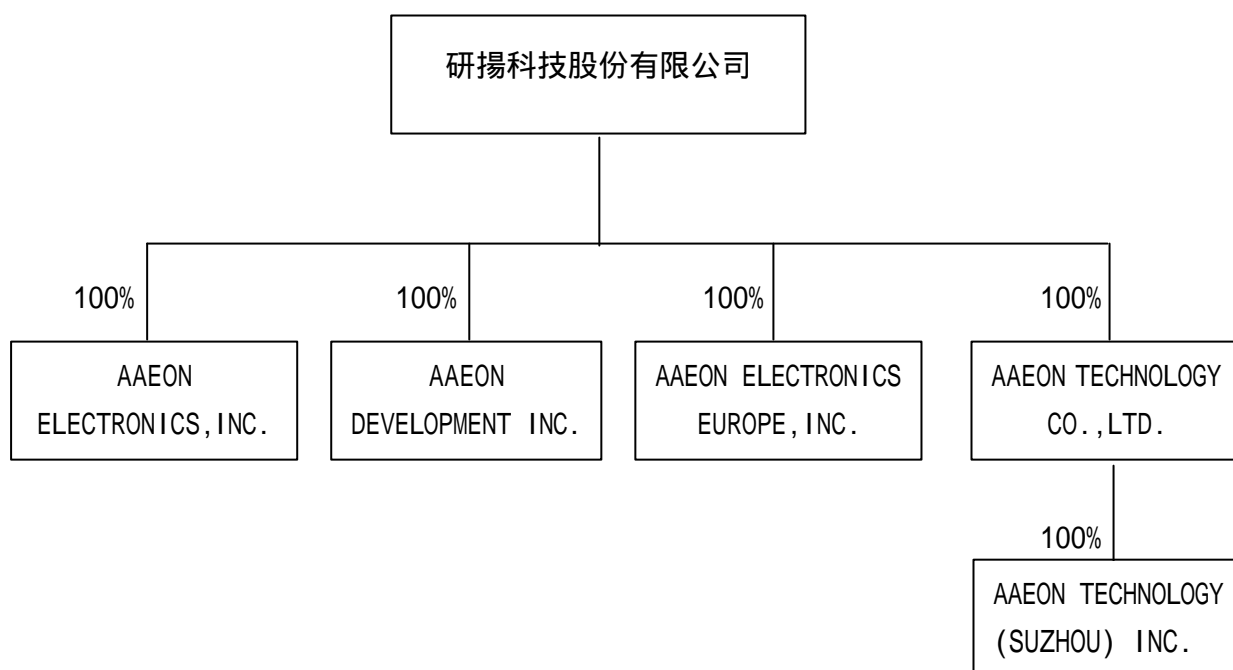 研揚科技股份有限公司
100%
100%
100%
100%
AAEON
ELECTRONICS,INC.
AAEON
DEVELOPMENT INC.
AAEON ELECTRONICS
EUROPE,INC.
AAEON TECHNOLOGY
CO.,LTD.
100%
AAEON TECHNOLOGY
(SUZHOU) INC.